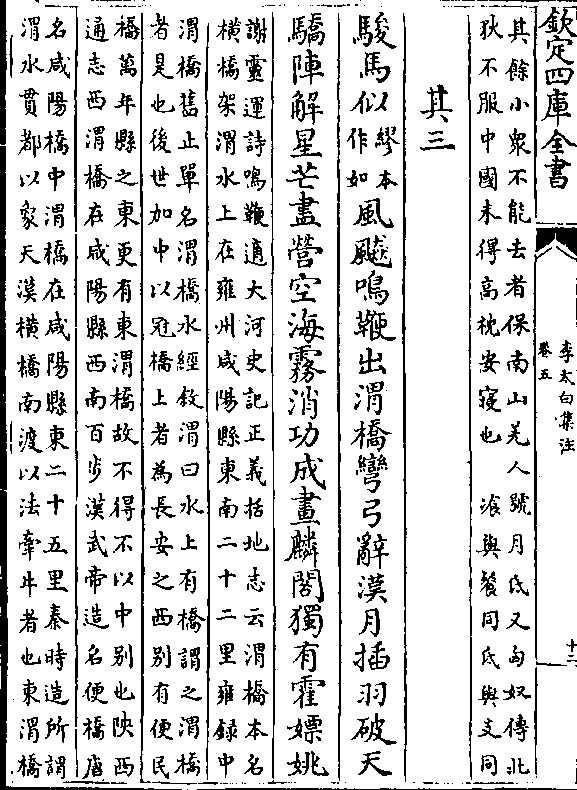 欽定四庫全書
李太白集注
卷五
十二
其餘小衆不能去者保南山羌人號月氏又匈奴傳北
狄不服中國未得高枕安寢也 飡與餐同氏與支同
其三
駿馬似繆本作如風飈鳴鞭出渭橋彎弓辭漢月插羽破天
驕陣解星芒盡營空海霧消功成畫麟閣獨有霍嫖姚
謝靈運詩鳴鞭適大河史記正義括地志云渭橋本名
橫橋架渭水上在雍州咸陽縣東南二十二里雍録中
渭橋舊止單名渭橋水經叙渭曰水上有橋謂之渭橋
者是也後世加中以冠橋上者為長安之西别有便民
橋萬年縣之東更有東渭橋故不得不以中别也陜西
通志西渭橋在咸陽縣西南百步漢武帝造名便橋唐
名咸陽橋中渭橋在咸陽縣東二十五里秦時造所謂
渭水貫都以象天漢橫橋南渡以法牽牛者也東渭橋